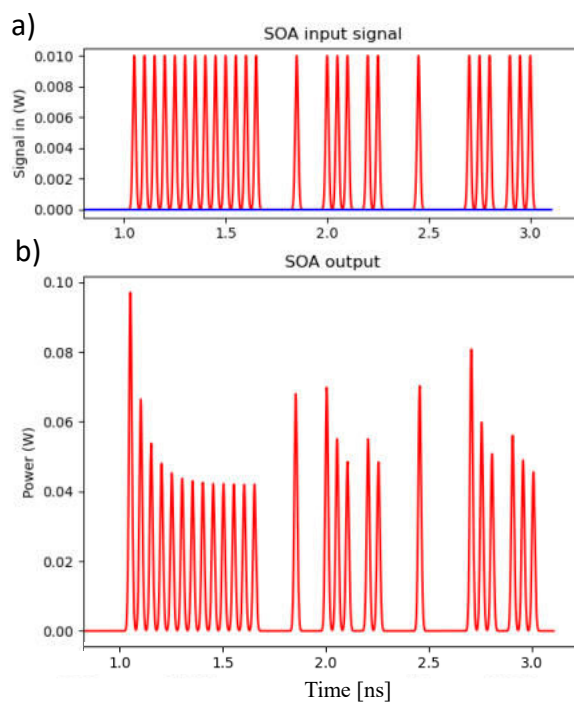 a)
SOA input signal
Signal in (W)
0.010
0.008
0.006
0.004
0.002
0.000
1.0 1.5 2.0 2.5 3.0
b)
SOA output
Power (W)
0.10
0.08
0.06
0.04
0.02
0.00
1.0 1.5 2.0 2.5 3.0
Time [ns]